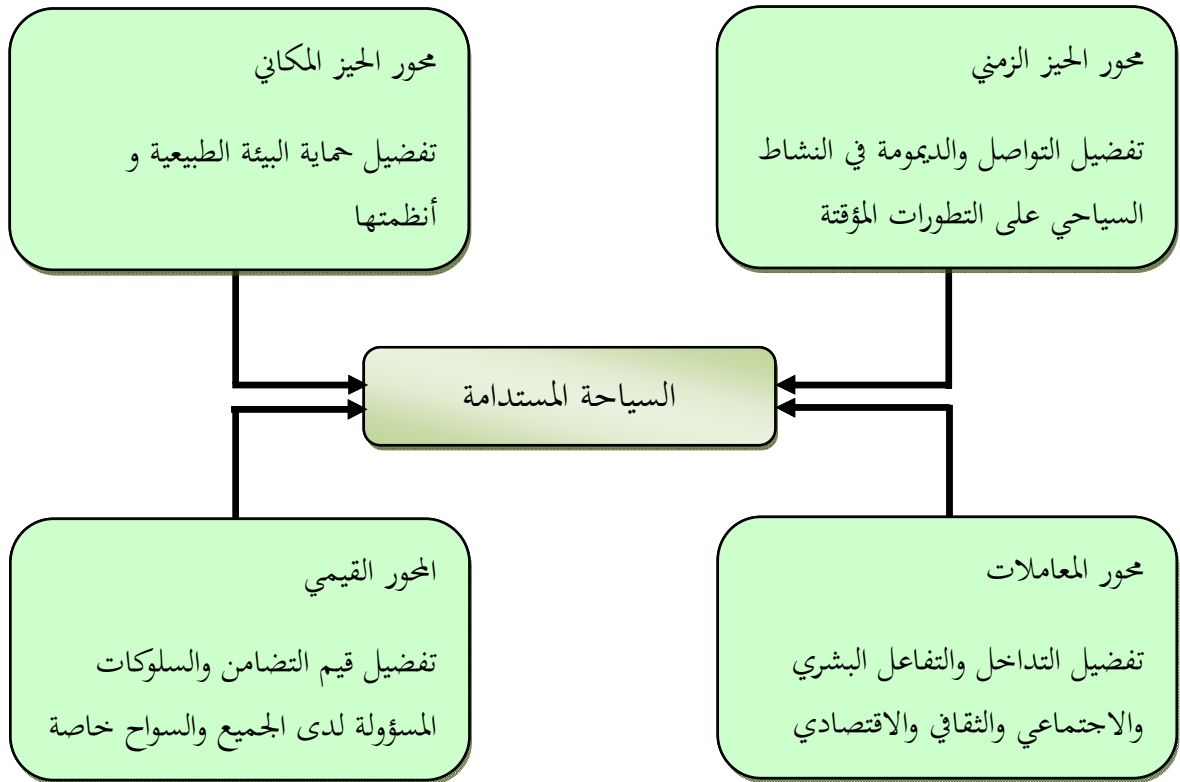 محور الحيز الزمني
تفضيل التواصل والديمومة في النشاط
السياحي على التطورات المؤقتة
محور الحيز المكاني
تفضيل حماية البيئة الطبيعية و
أنظمتها
السياحة المستدامة
محور المعاملات
تفضيل التداخل والتفاعل البشري
والاجتماعي والثقافي والاقتصادي
المحور القيمي
تفضيل قيم التضامن والسلوكات
المسؤولة لدى الجميع والسواح خاصة